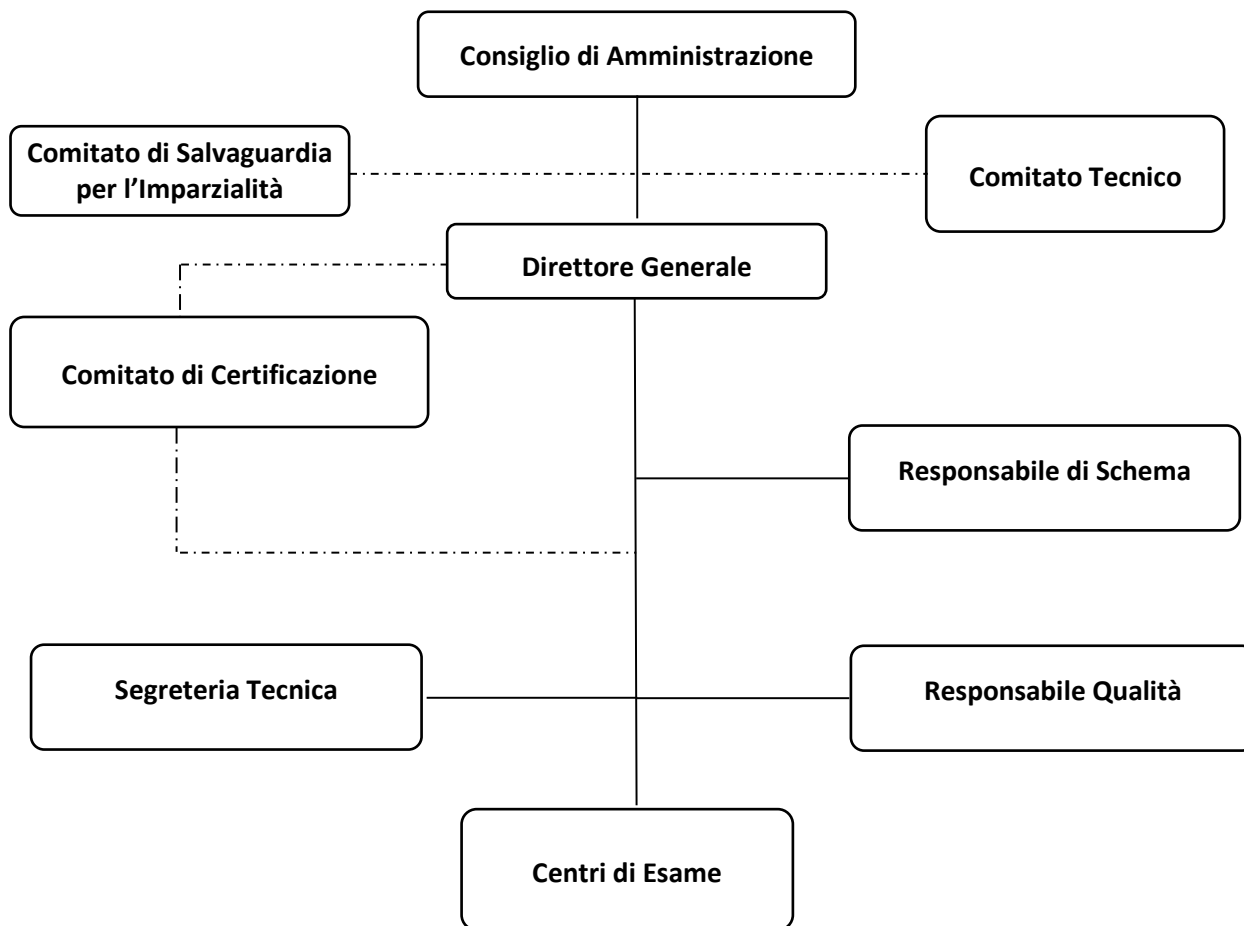 Consiglio di Amministrazione
Comitato di Salvaguardia
per l’Imparzialità
Comitato Tecnico
Direttore Generale
Comitato di Certificazione
Responsabile di Schema
Segreteria Tecnica
Responsabile Qualità
Centri di Esame